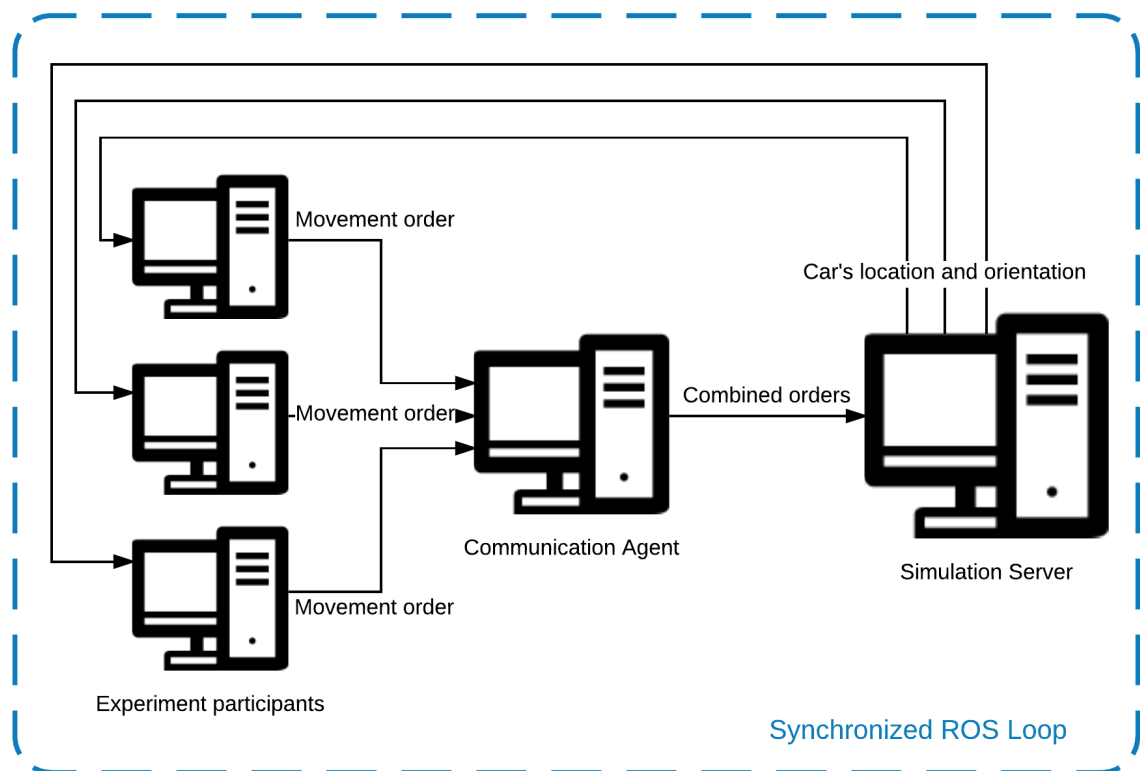 Movement order
Car's location and orientation
Combined orders
Movement order
Communication Agent
Simulation Server
Movement order
Experiment participants
Synchronized ROS Loop